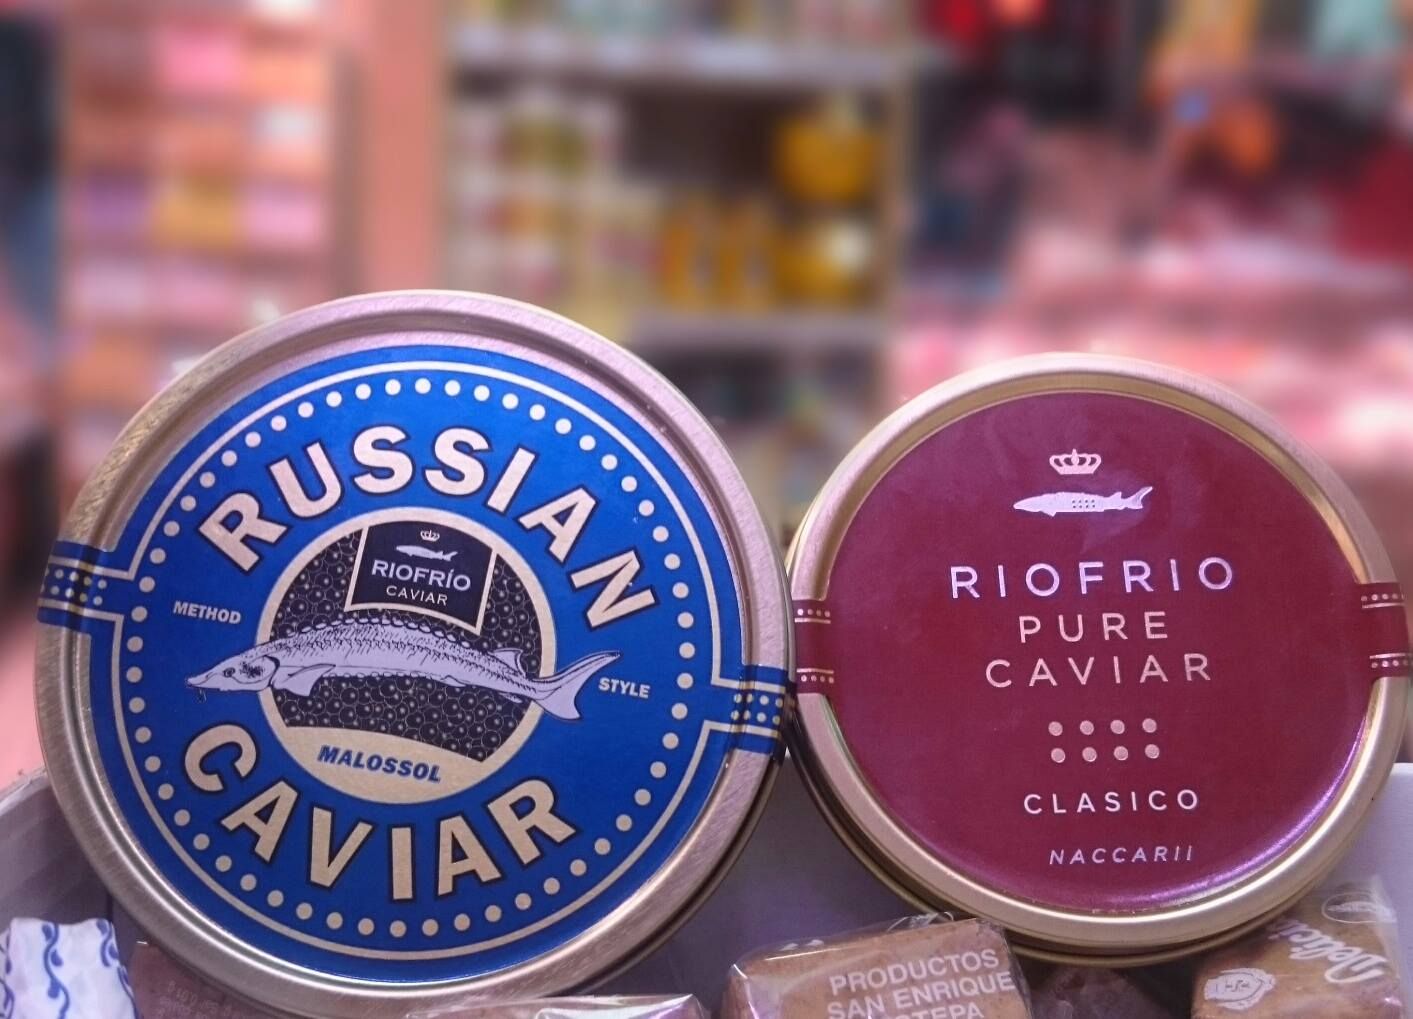 RUSSIAN
RIOFRÍO
CAVIAR
METHOD
STYLE
MALOSSOL
CAVIAR
RIOFRIO
PURE
CAVIAR
CLASICO
NACCARII
PRODUCTOS
SAN ENRIQUE